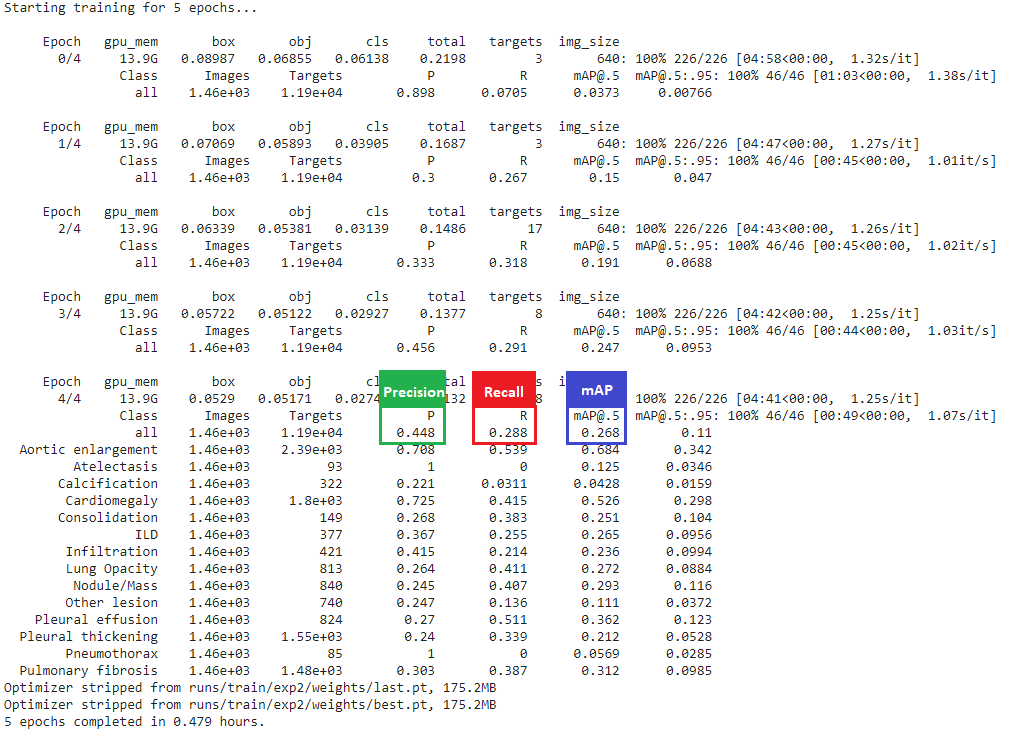 Starting training for 5 epochs...
Epoch gpu_mem box obj cls total targets img_size
0/4 13.9G 0.08987 0.06855 0.06138 0.2198 3 640: 100% 226/226 [04:58<00:00, 1.32s/it]
Class Images Targets P R mAP@.5 mAP@.5:.95: 100% 46/46 [01:03<00:00, 1.38s/it]
all 1.46e+03 1.19e+04 0.898 0.0705 0.0373 0.00766
Epoch gpu_mem box obj cls total targets img_size
1/4 13.9G 0.07069 0.05893 0.03905 0.1687 3 640: 100% 226/226 [04:47<00:00, 1.27s/it]
Class Images Targets P R mAP@.5 mAP@.5:.95: 100% 46/46 [00:45<00:00, 1.01it/s]
all 1.46e+03 1.19e+04 0.3 0.267 0.15 0.047
Epoch gpu_mem box obj cls total targets img_size
2/4 13.9G 0.06339 0.05381 0.03139 0.1486 17 640: 100% 226/226 [04:43<00:00, 1.26s/it]
Class Images Targets P R mAP@.5 mAP@.5:.95: 100% 46/46 [00:45<00:00, 1.02it/s]
all 1.46e+03 1.19e+04 0.333 0.318 0.191 0.0688
Epoch gpu_mem box obj cls total targets img_size
3/4 13.9G 0.05722 0.05122 0.02927 0.1377 8 640: 100% 226/226 [04:42<00:00, 1.25s/it]
Class Images Targets P R mAP@.5 mAP@.5:.95: 100% 46/46 [00:44<00:00, 1.03it/s]
all 1.46e+03 1.19e+04 0.456 0.291 0.247 0.0953
Epoch gpu_mem box obj Precision Recall mAP
4/4 13.9G 0.0529 0.05171 100% 226/226 [04:41<00:00, 1.25s/it]
Class Images Targets P R mAP@.5 mAP@.5:.95: 100% 46/46 [00:49<00:00, 1.07it/s]
all 1.46e+03 1.19e+04 0.448 0.288 0.268 0.11
Aortic enlargement 1.46e+03 2.39e+03 0.708 0.539 0.684 0.342
Atelectasis 1.46e+03 93 1 0 0.125 0.0346
Calcification 1.46e+03 322 0.221 0.0311 0.0428 0.0159
Cardiomegaly 1.46e+03 1.8e+03 0.725 0.415 0.526 0.298
Consolidation 1.46e+03 149 0.268 0.383 0.251 0.104
ILD 1.46e+03 377 0.367 0.255 0.265 0.0956
Infiltration 1.46e+03 421 0.415 0.214 0.236 0.0994
Lung Opacity 1.46e+03 813 0.264 0.411 0.272 0.0884
Nodule/Mass 1.46e+03 840 0.245 0.407 0.293 0.116
Other lesion 1.46e+03 740 0.247 0.136 0.111 0.0372
Pleural effusion 1.46e+03 824 0.27 0.511 0.362 0.123
Pleural thickening 1.46e+03 1.55e+03 0.24 0.339 0.212 0.0528
Pneumothorax 1.46e+03 85 1 0 0.0569 0.0285
Pulmonary fibrosis 1.46e+03 1.48e+03 0.303 0.387 0.312 0.0985
Optimizer stripped from runs/train/exp2/weights/last.pt, 175.2MB
Optimizer stripped from runs/train/exp2/weights/best.pt, 175.2MB
5 epochs completed in 0.479 hours.